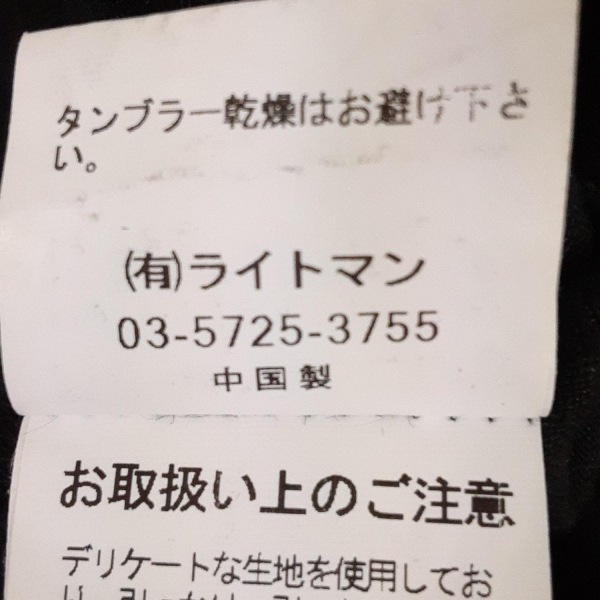 タンブラー乾燥はお避け下さ
い。
(有)ライトマン
03-5725-3755
中国製
お取扱い上のご注意
デリケートな生地を使用してお